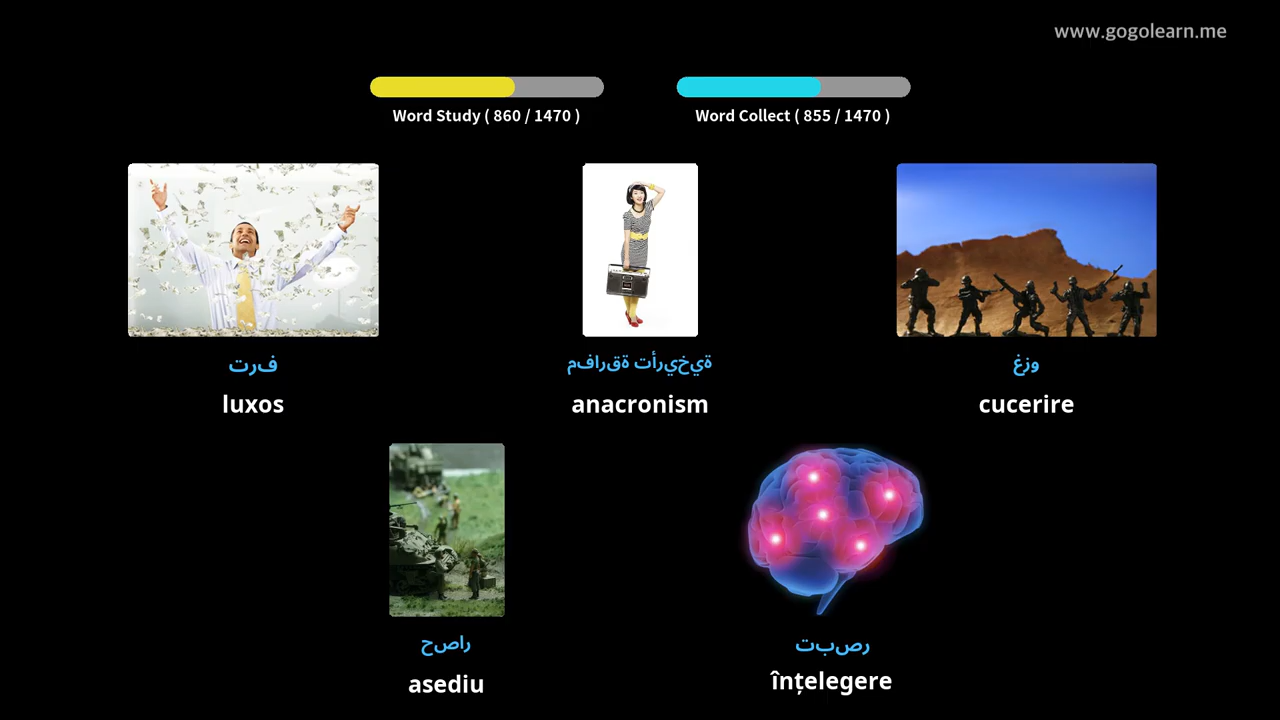 www.gogolearn.me
Word Study ( 860 / 1470 )
Word Collect ( 855 / 1470 )
ترف
luxos
مفارقة تأريخية
anacronism
غزو
cucerire
حصار
asediu
تبصر
înțelegere